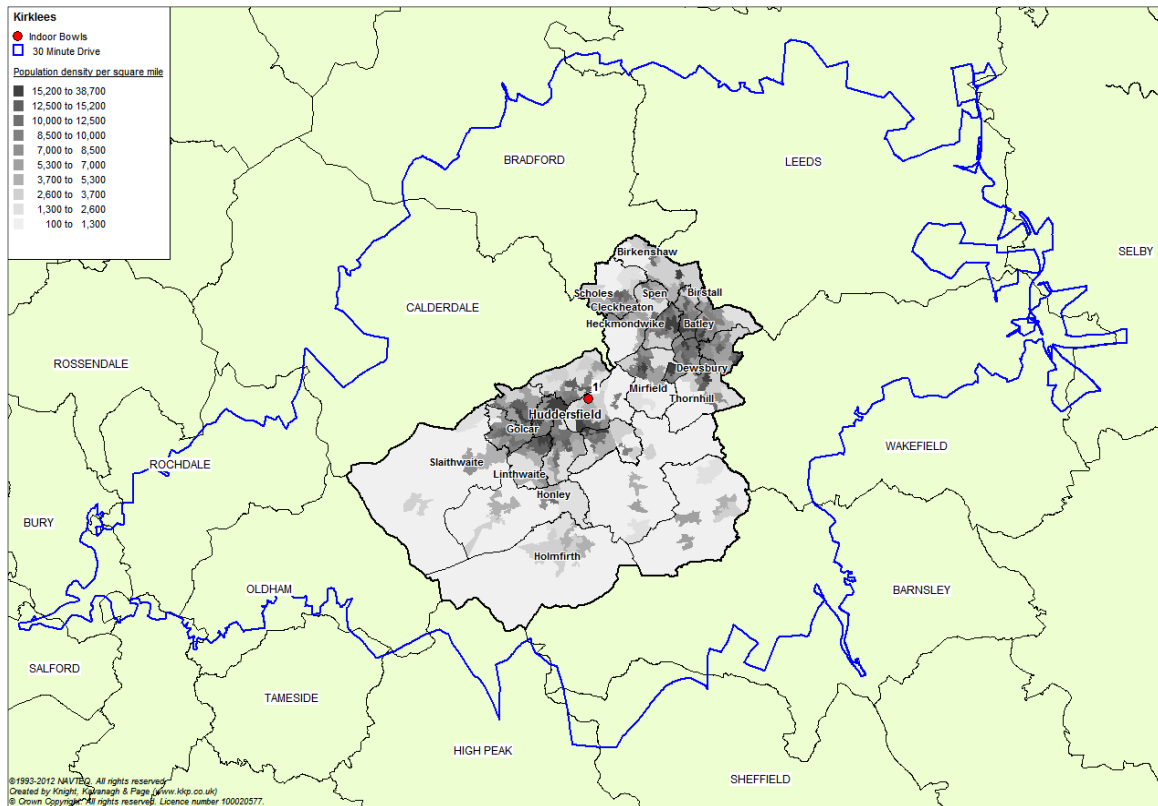 Kirklees
Indoor Bowls
30 Minute Drive
Population density per square mile
15,200 to 38,700
12,500 to 15,200
10,000 to 12,500
8,500 to 10,000
7,000 to 8,500
5,300 to 7,000
3,700 to 5,300
2,600 to 3,700
1,300 to 2,600
100 to 1,300
BRADFORD
LEEDS
SELBY
Birkenshaw
Scholes
Spen
Birstall
Cleckheaton
CALDERDALE
Heckmondwike
Batley
ROSSENDALE
Dewsbury
1
Mirfield
Thornhill
Huddersfield
Golcar
WAKEFIELD
Slaithwaite
ROCHDALE
Linthwaite
Honley
BURY
Holmfirth
OLDHAM
BARNSLEY
SALFORD
TAMESIDE
HIGH PEAK
SHEFFIELD
©1993-2012 NAVTEQ. All rights reserved.
Created by Knight, Kavanagh & Page (www.kkp.co.uk)
© Crown Copyright. All rights reserved. Licence number 100020577.